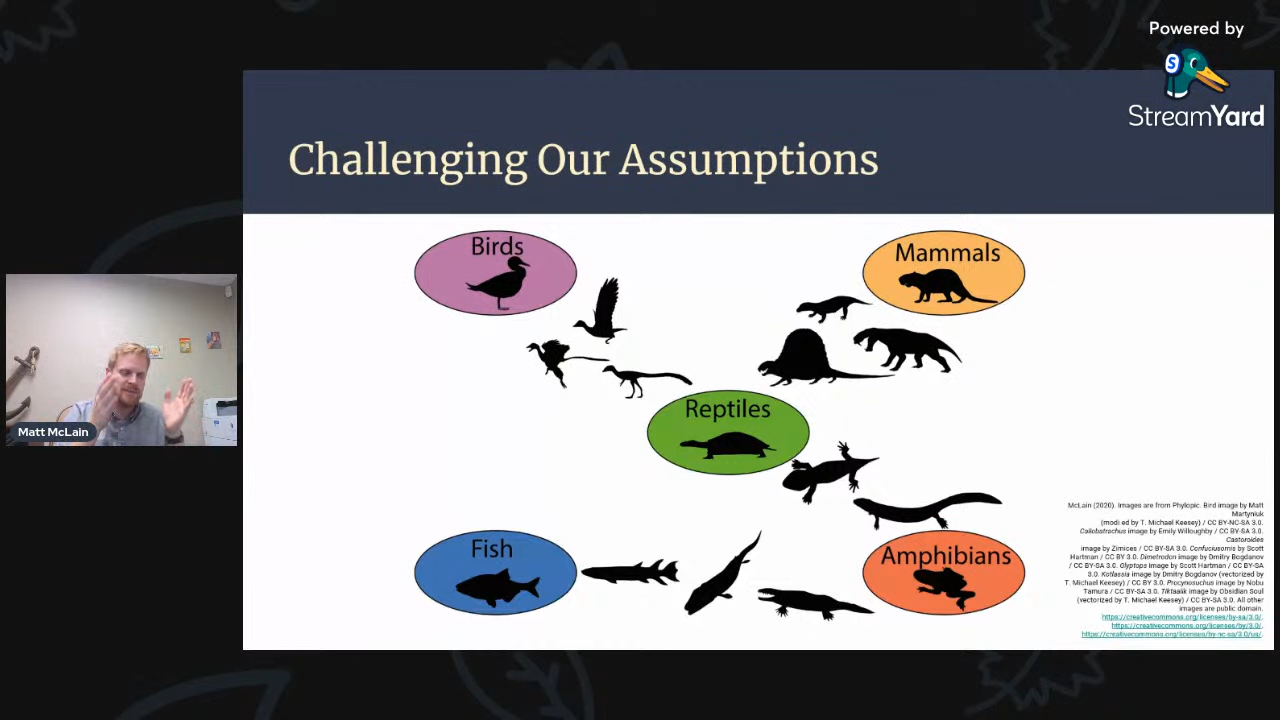 Powered by
StreamYard
Challenging Our Assumptions
Birds
Mammals
Reptiles
Matt McLain
Fish
Amphibians
McLain (2020). Images are from Phylopic. Bird image by Matt
Martyniuk
(modi ed by T. Michael Keesey) / CC BY-NC-SA 3.0.
Callobatrachus image by Emily Willoughby / CC BY-SA 3.0.
Castoroides
image by Zimices / CC BY-SA 3.0. Confuciusornis by Scott
Hartman / CC BY 3.0. Dimetrodon image by Dmitry Bogdanov
/ CC BY-SA 3.0. Glyptops image by Scott Hartman / CC BY-SA
3.0. Kotlassia image by Dmitry Bogdanov (vectorized by
T. Michael Keesey) / CC BY 3.0. Procynosuchus image by Nobu
Tamura / CC BY-SA 3.0. Tiktaalik image by Obsidian Soul
(vectorized by T. Michael Keesey) / CC BY-SA 3.0. All other
images are public domain.
https://creativecommons.org/licenses/by-sa/3.0/.
https://creativecommons.org/licenses/by/3.0/.
https://creativecommons.org/licenses/by-nc-sa/3.0/us/.